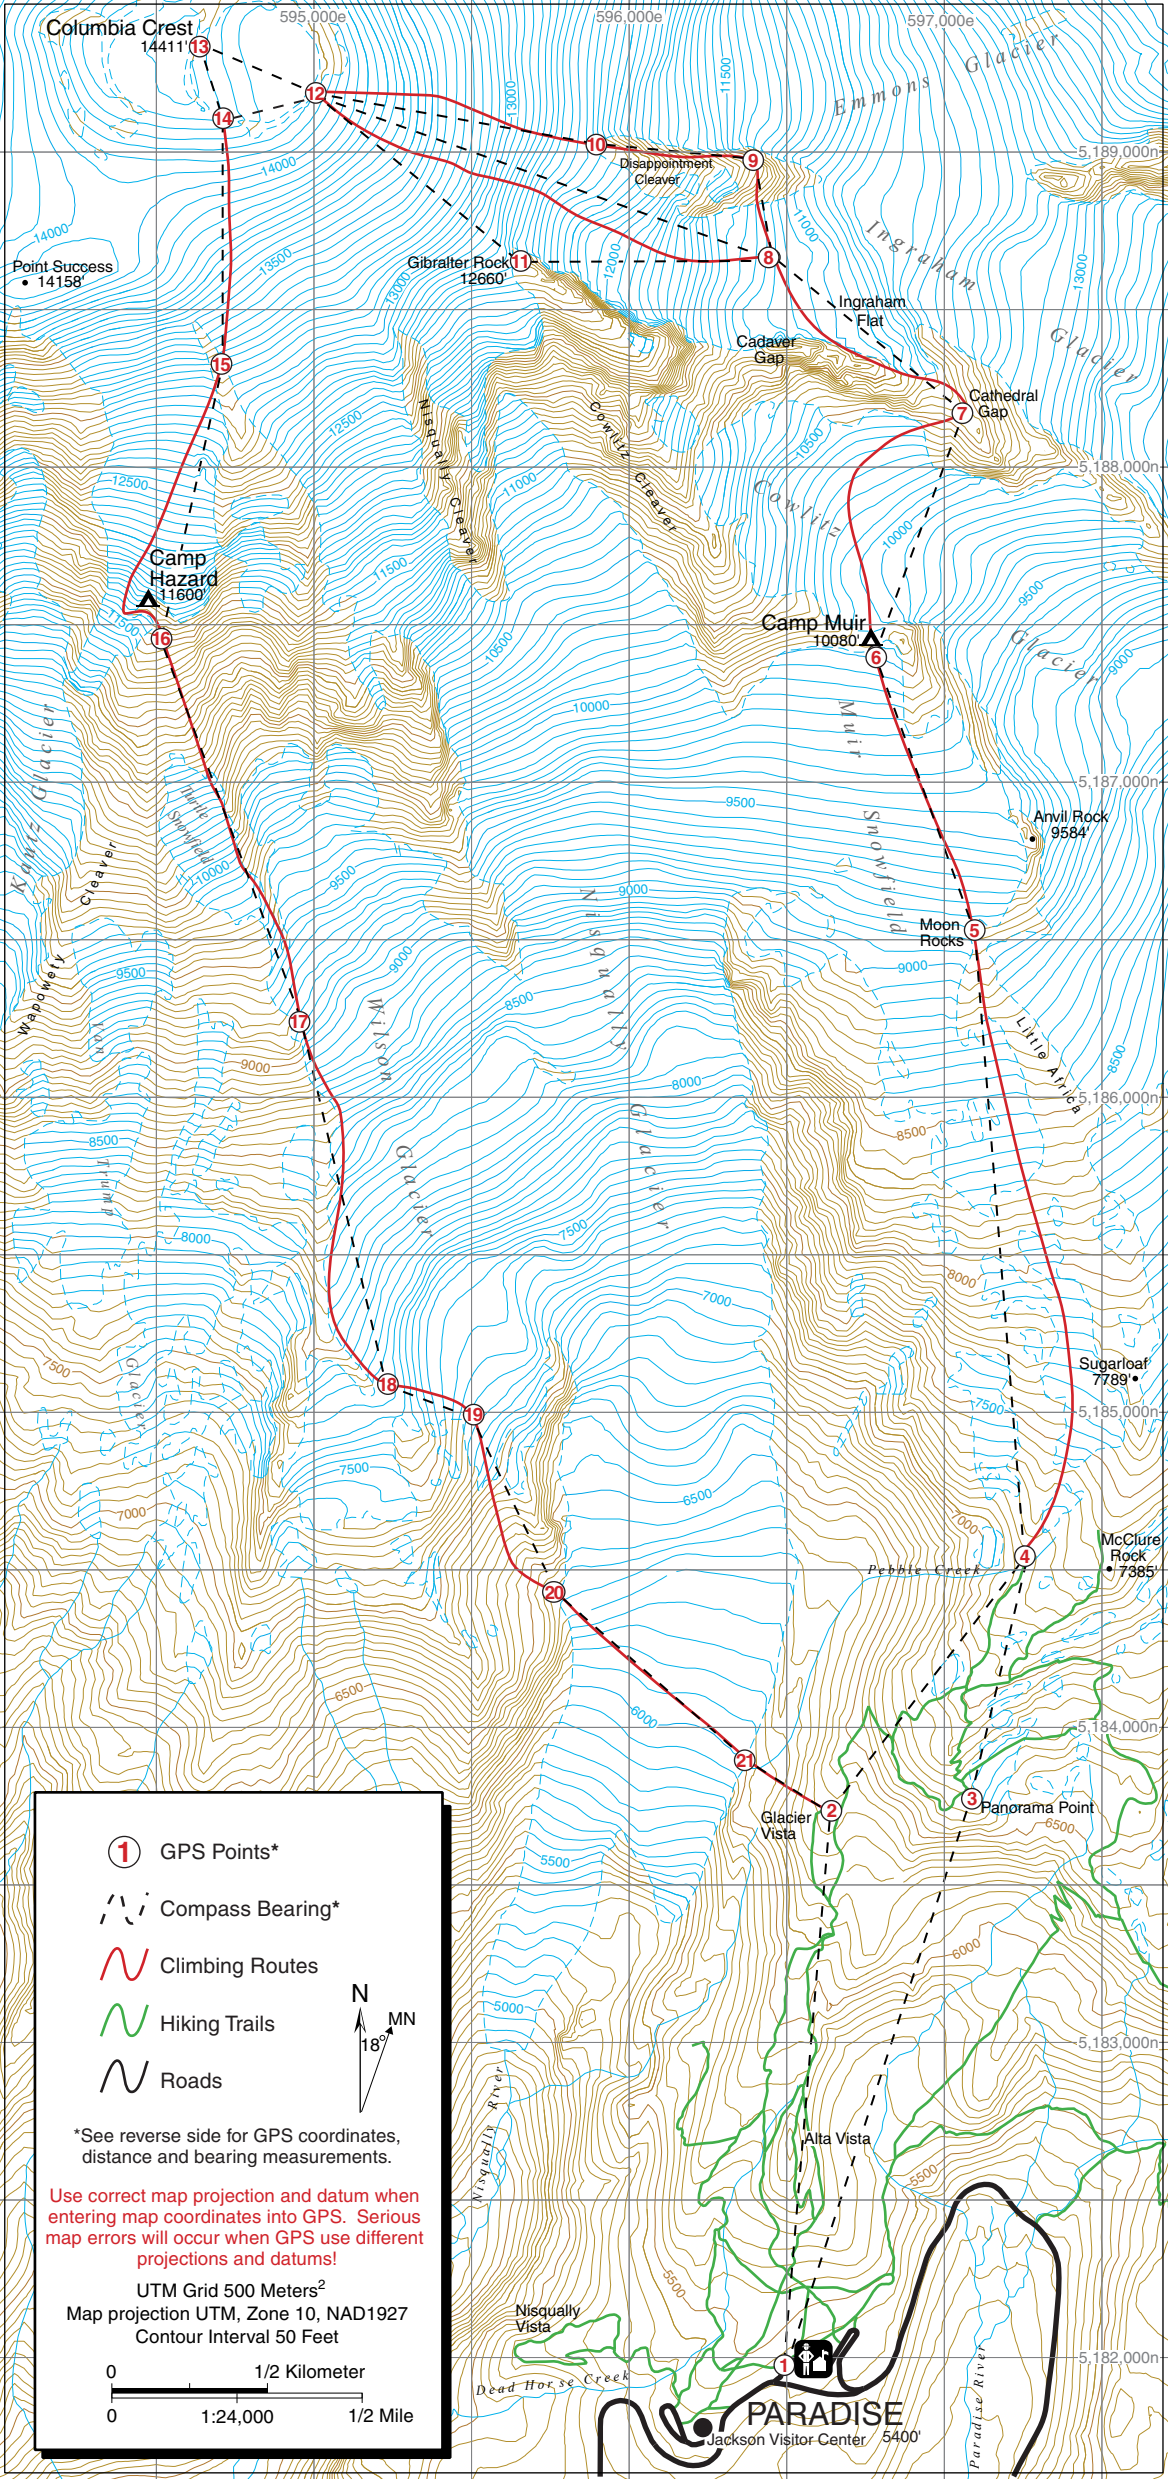 595,000e
596,000e
597,000e
Columbia Crest
14411'
13
12
14
10
9
Disappointment
Cleaver
13000
11500
Emmons
Glacier
5,189,000n
14000
14000
13500
13000
12000
11000
13000
Point Success
14158'
Gibralter Rock
12660'
11
8
Ingraham
Glacier
Ingraham
Flat
Cadaver
Gap
15
7
Cathedral
Gap
Nisqually
Cleaver
Cowlitz
Cleaver
12500
12500
11000
10500
Cowlitz
Glacier
5,188,000n
10000
9500
9000
11500
Camp
Hazard
11600'
11500
16
10500
Camp Muir
10080'
6
10000
Muir
Snowfield
Kautz Glacier
Turtle
Snowfield
5,187,000n
9500
Anvil Rock
9584'
Wapowety
Cleaver
10000
9500
9000
Nisqually
Glacier
Moon
Rocks
5
9500
9000
9000
8500
17
Wilson
Glacier
Little Africa
8500
9000
8000
5,186,000n
8500
8500
Trump
Glacier
8000
7500
8000
7000
7500
18
19
Sugarloaf
7789'
7500
5,185,000n
7500
6500
7000
7000
4
McClure
Rock
7385'
Pebble Creek
20
6500
6000
5,184,000n
21
2
Glacier
Vista
3
Panorama Point
6500
5500
6000
5000
5,183,000n
Nisqually River
Alta Vista
5500
5500
Nisqually
Vista
Dead Horse Creek
1
5,182,000n
PARADISE
5400'
Jackson Visitor Center
Paradise River
1 GPS Points*
Compass Bearing*
Climbing Routes
Hiking Trails
Roads
N
MN
18°
*See reverse side for GPS coordinates,
distance and bearing measurements.
Use correct map projection and datum when
entering map coordinates into GPS.  Serious
map errors will occur when GPS use different
projections and datums!
UTM Grid 500 Meters2
Map projection UTM, Zone 10, NAD1927
Contour Interval 50 Feet
0 1/2 Kilometer
0 1:24,000 1/2 Mile